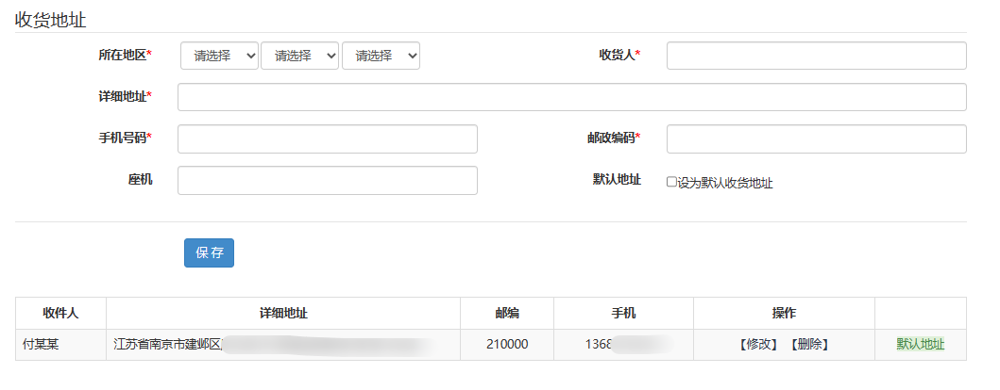 收货地址
所在地区* 请选择 请选择 请选择 收货人*
详细地址*
手机号码* 邮政编码*
座机 默认地址 设为默认收货地址
保 存
收件人 详细地址 邮编 手机 操作
付某某 江苏省南京市建邺区 210000 1368 【修改】【删除】 默认地址